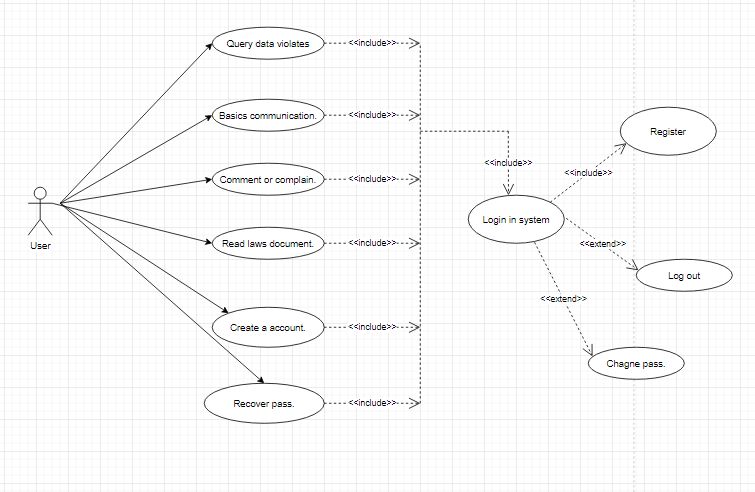 Query data violates
<<include>>
Basics communication.
<<include>>
Register
<<include>>
<<include>>
Comment or complain.
<<include>>
Login in system
User
Read laws document.
<<include>>
<<extend>>
Log out
<<extend>>
Create a account.
<<include>>
Chagne pass.
Recover pass.
<<include>>